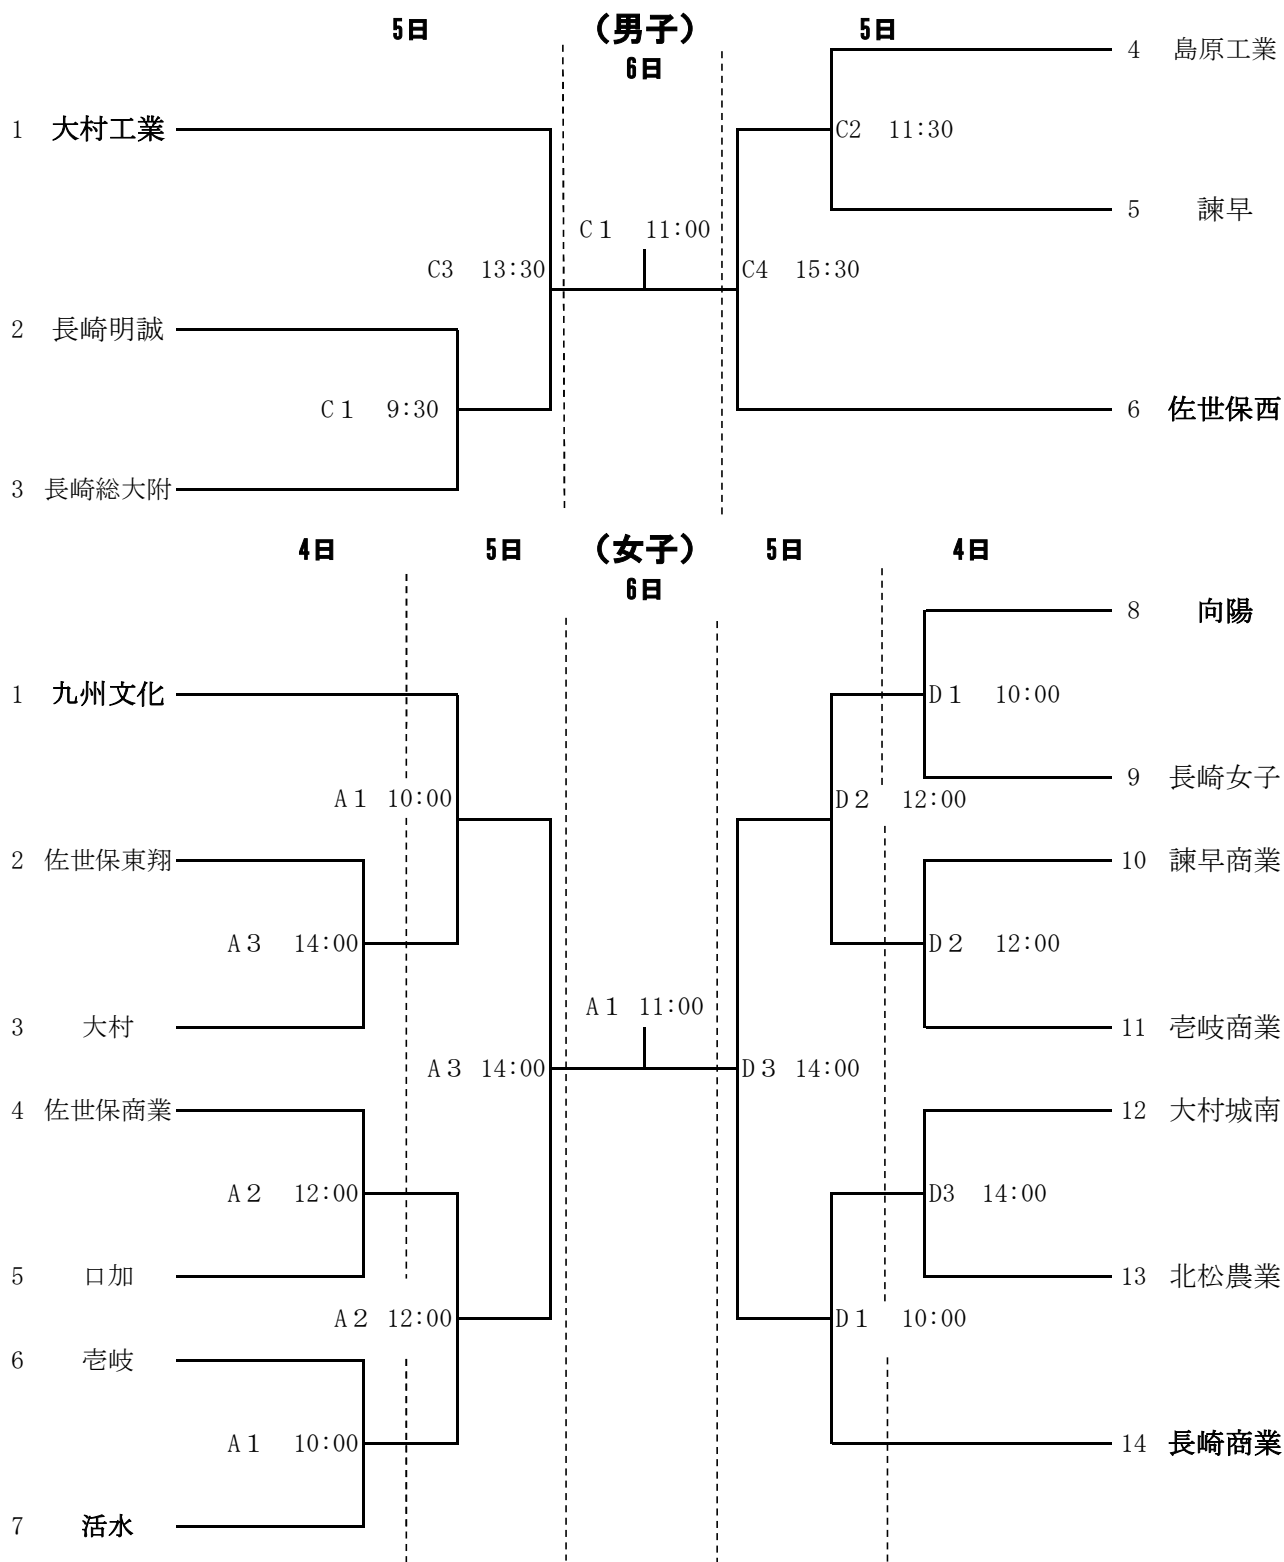 5日 (男子) 5日
6日
4 島原工業
1 大村工業
C2 11:30
5 諫早
C１ 11:00
C3 13:30
C4 15:30
2 長崎明誠
C１ 9:30
6 佐世保西
3 長崎総大附
4日 5日 (女子) 5日 4日
6日
8 向陽
1 九州文化
D１ 10:00
9 長崎女子
A１ 10:00
D２ 12:00
2 佐世保東翔
10 諫早商業
A３ 14:00
D２ 12:00
A１ 11:00
3 大村
11 壱岐商業
A３ 14:00
D３ 14:00
4 佐世保商業
12 大村城南
A２ 12:00
D3 14:00
5 口加
13 北松農業
A２ 12:00
D１ 10:00
6 壱岐
A１ 10:00
14 長崎商業
7 活水